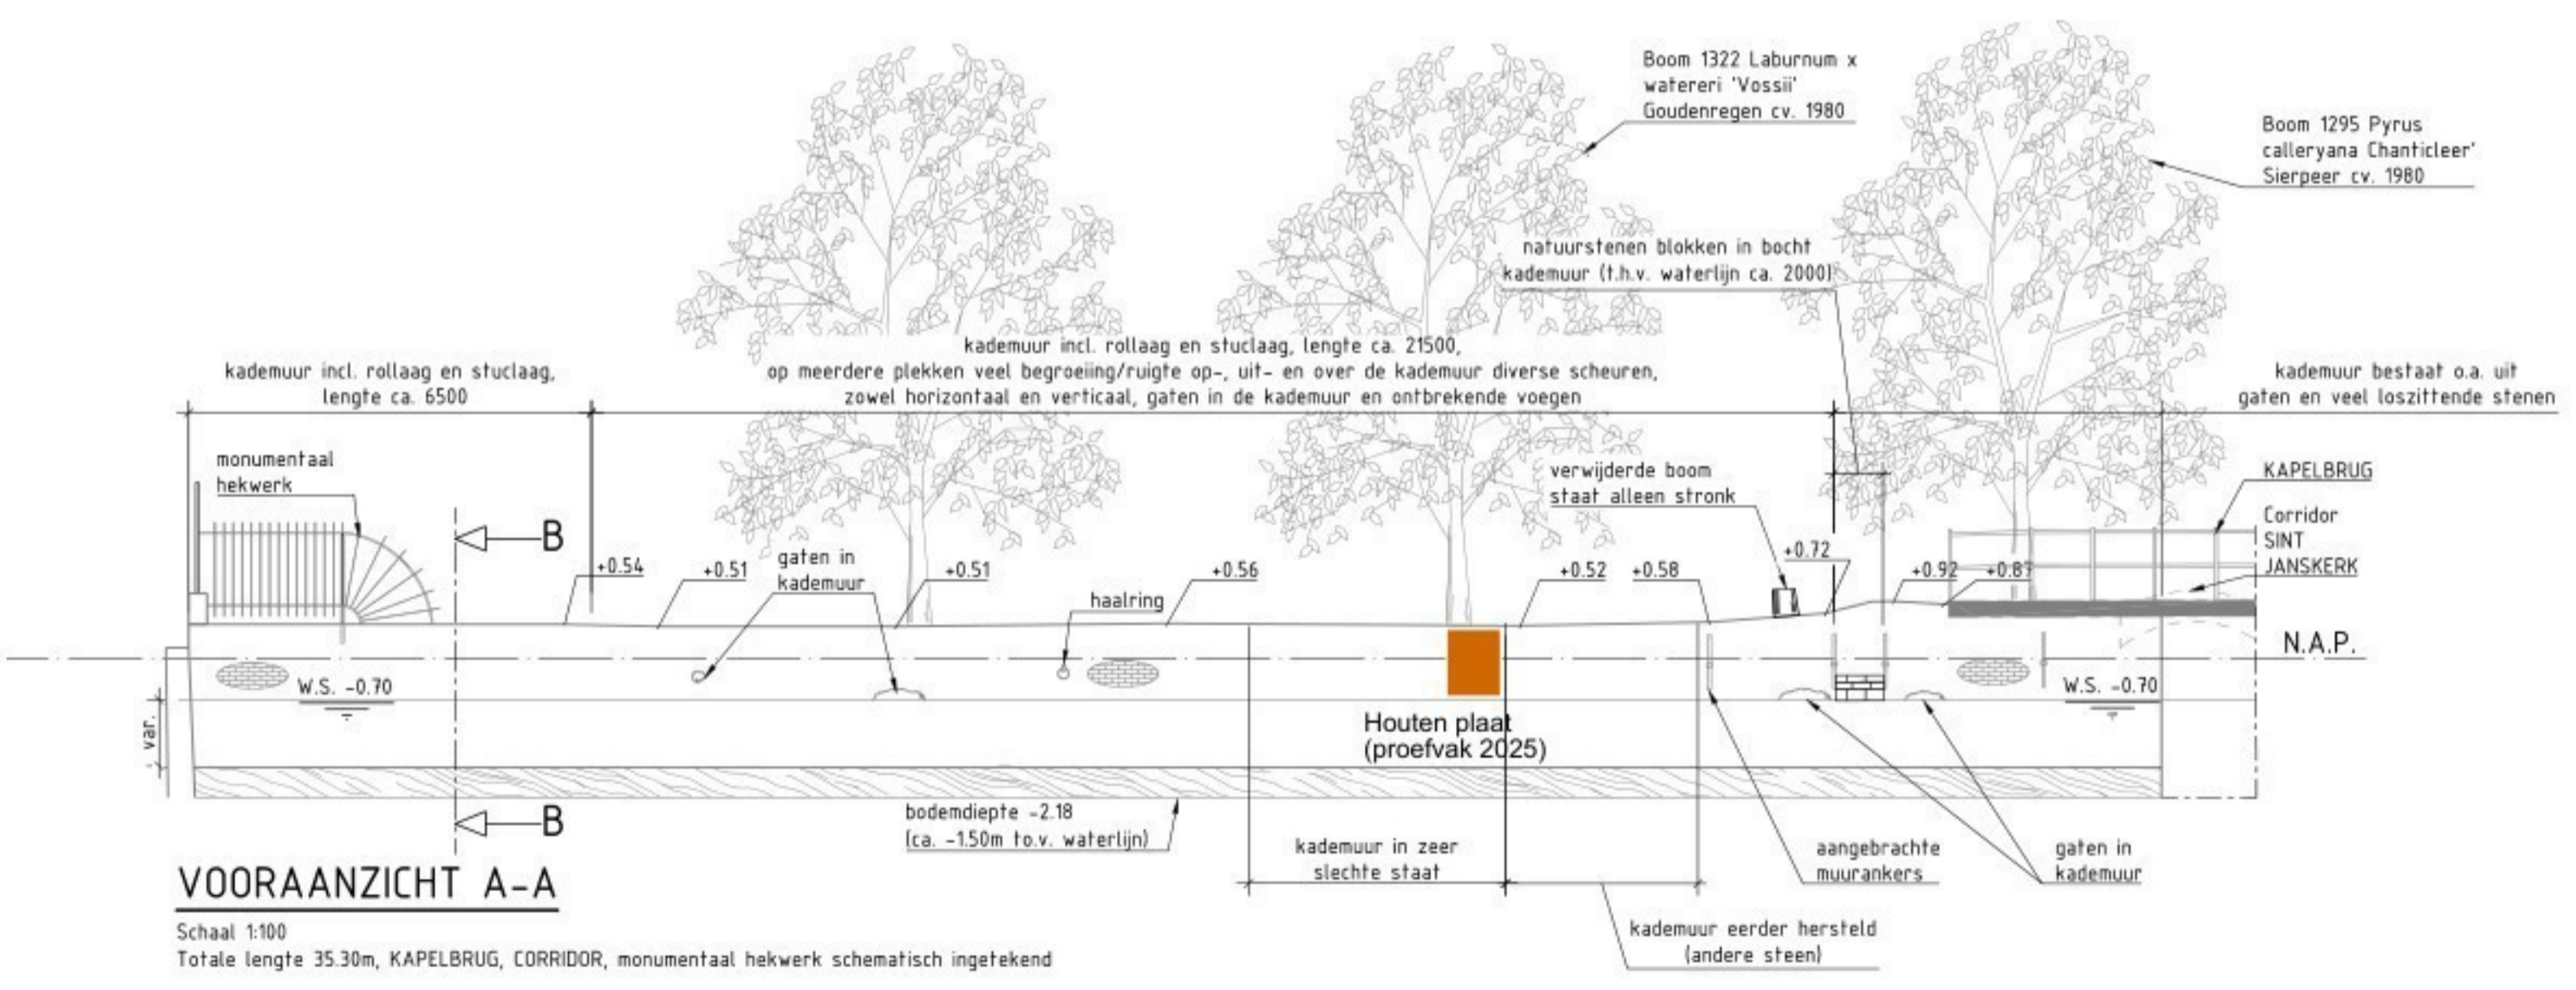 Boom 1322 Laburnum x
watereri 'Vossii'
Goudenregen cv. 1980
Boom 1295 Pyrus
calleryana Chanticleer'
Sierpeer cv. 1980
natuurstenen blokken in bocht
kademuur (t.h.v. waterlijn ca. 2000)
kademuur incl. rollaag en stuclaag,
lengte ca. 6500
kademuur incl. rollaag en stuclaag, lengte ca. 21500,
op meerdere plekken veel begroeiing/ruigte op-, uit- en over de kademuur diverse scheuren,
zowel horizontaal en verticaal, gaten in de kademuur en ontbrekende voegen
kademuur bestaat o.a. uit
gaten en veel loszittende stenen
monumentaal
hekwerk
verwijderde boom
staat alleen stronk
KAPELBRUG
Corridor
SINT
JANSKERK
B
gaten in
kademuur
haalring
+0.54
+0.51
+0.51
+0.56
+0.52
+0.58
+0.72
+0.92
+0.87
N.A.P.
W.S. -0.70
W.S. -0.70
var.
Houten plaat
(proefvak 2025)
B
bodemdiepte -2.18
(ca. -1.50m to.v. waterlijn)
kademuur in zeer
slechte staat
aangebrachte
muurankers
gaten in
kademuur
kademuur eerder hersteld
(andere steen)
VOORAANZICHT A-A
Schaal 1:100
Totale lengte 35.30m, KAPELBRUG, CORRIDOR, monumentaal hekwerk schematisch ingetekend